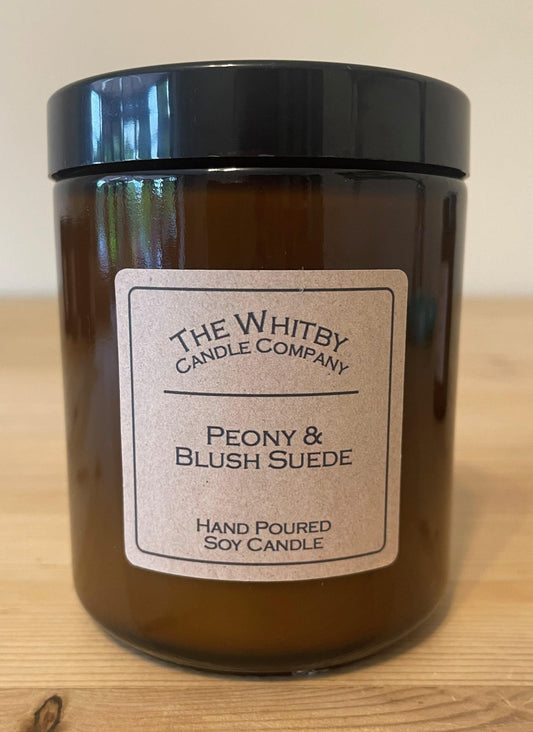 The Whitby
Candle Company
Peony &
Blush Suede
Hand Poured
Soy Candle